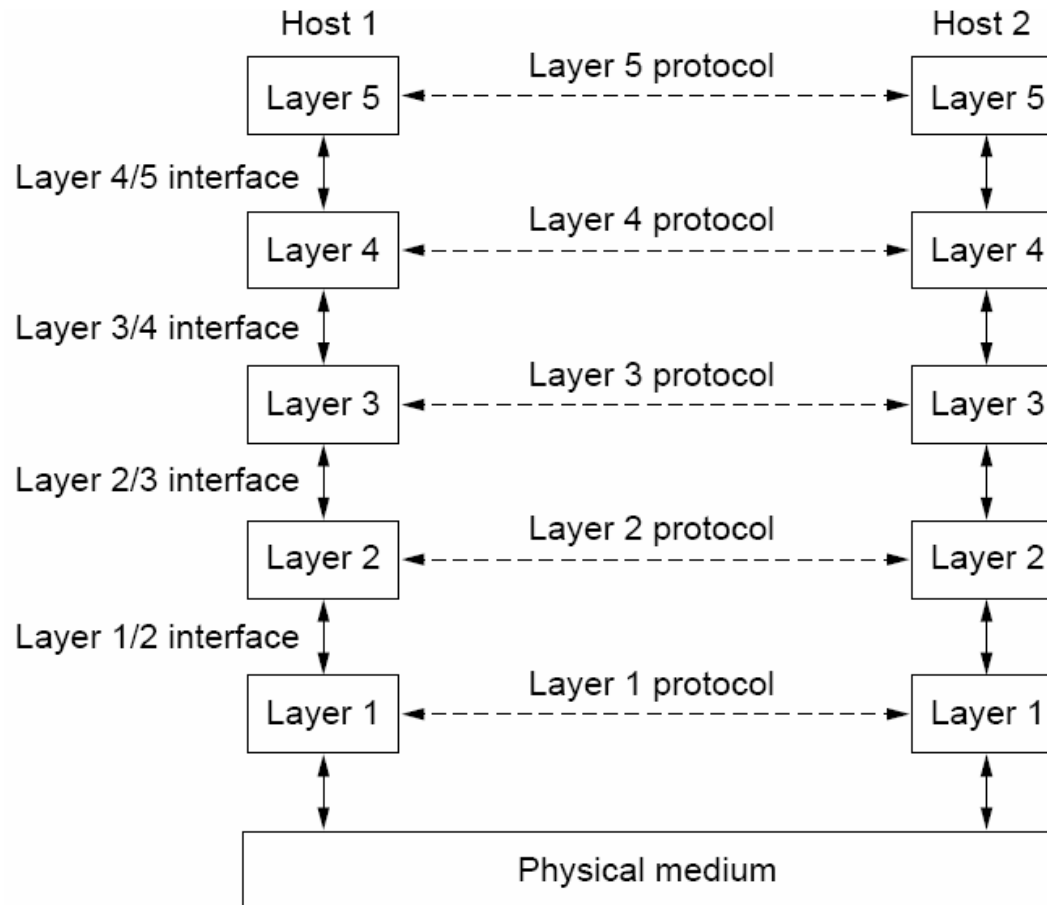 Host 1
Host 2
Layer 5 protocol
Layer 5
Layer 5
Layer 4/5 interface
Layer 4 protocol
Layer 4
Layer 4
Layer 3/4 interface
Layer 3 protocol
Layer 3
Layer 3
Layer 2/3 interface
Layer 2 protocol
Layer 2
Layer 2
Layer 1/2 interface
Layer 1 protocol
Layer 1
Layer 1
Physical medium